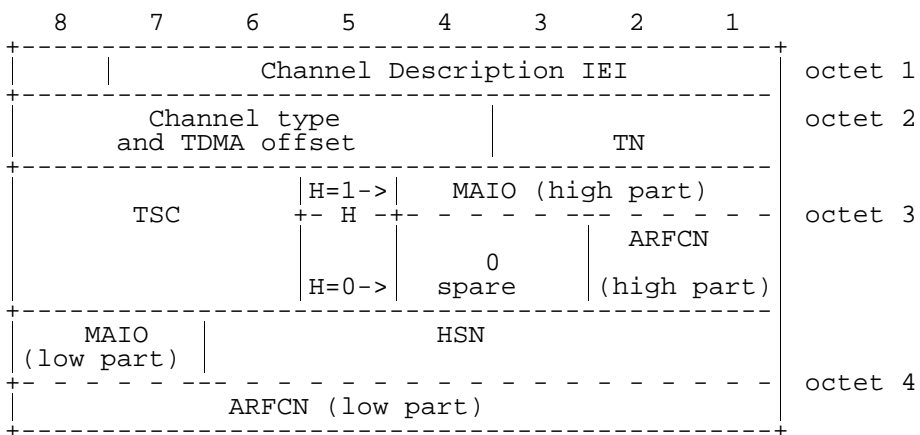 8 7 6 5 4 3 2 1
Channel Description IEI octet 1
Channel type octet 2
and TDMA offset TN
H=1-> MAIO (high part)
TSC H octet 3
ARFCN
0
H=0-> spare (high part)
MAIO HSN
(low part)
octet 4
ARFCN (low part)